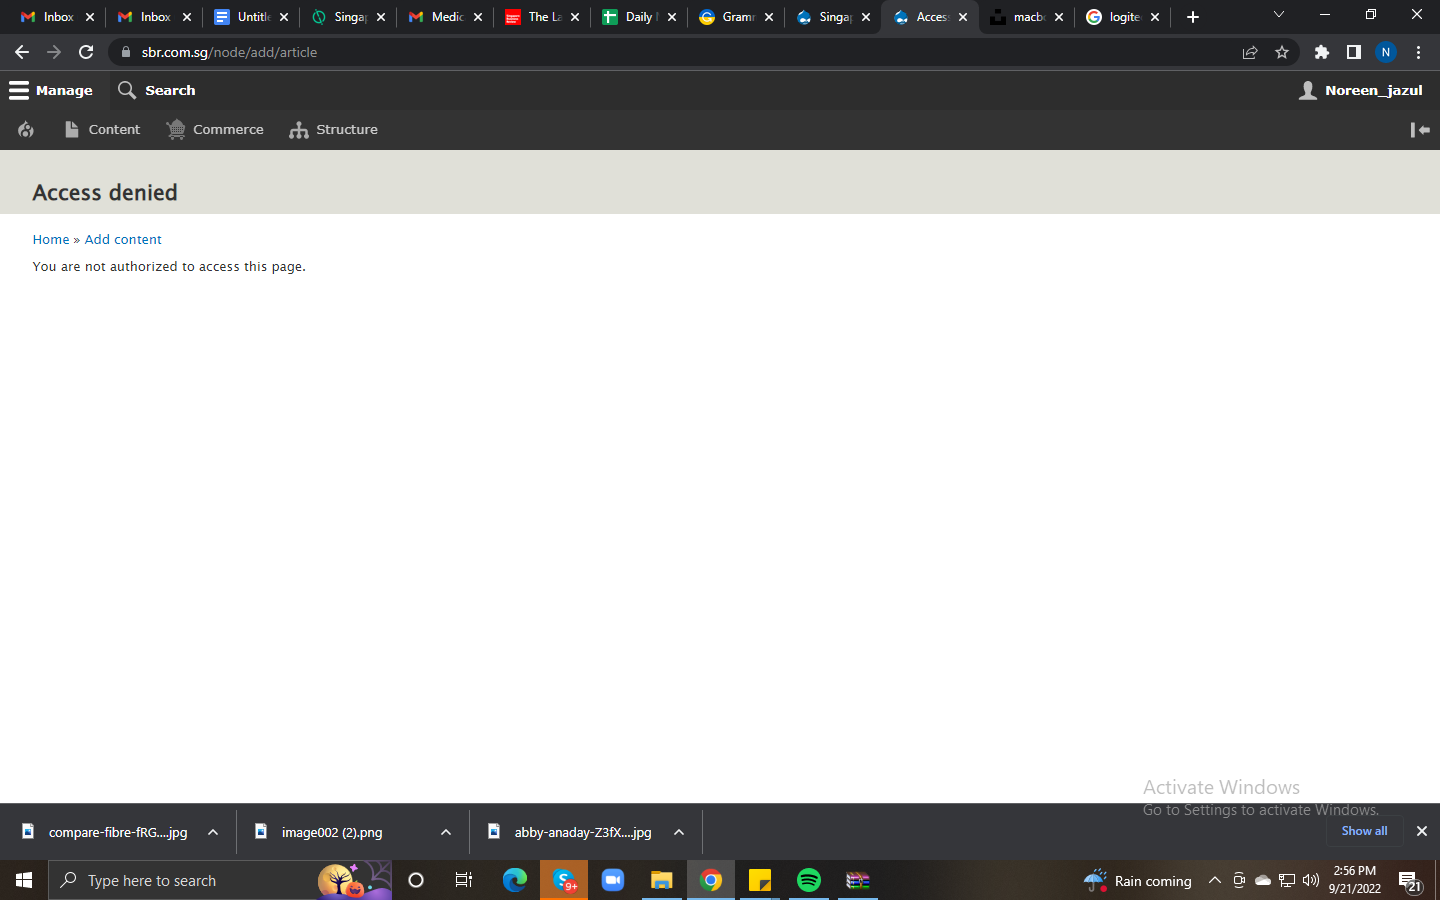 Inbox
Inbox
Untitle
Singap
Medic
The La
Daily
Gramr
Singap
Access
macbo
logite
sbr.com.sg/node/add/article
N
Manage
Search
Noreen_jazul
Content
Commerce
Structure
Access denied
Home » Add content
You are not authorized to access this page.
Activate Windows
Go to Settings to activate Windows.
compare-fibre-fRG....jpg
image002 (2).png
abby-anaday-Z3fX....jpg
Show all
Type here to search
9+
Rain coming
2:56 PM
9/21/2022
21